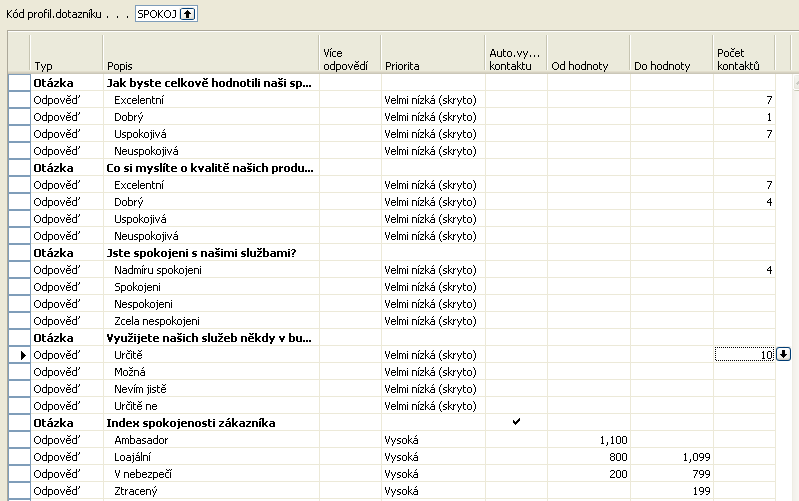 Kód profil.dotazníku . . . SPOKOJ
Typ Popis Více odpovědí Priorita Auto.vy... kontaktu Od hodnoty Do hodnoty Počet kontaktů
Otázka Jak byste celkově hodnotili naši sp...
Odpověď Excelentní Velmi nízká (skryto) 7
Odpověď Dobrý Velmi nízká (skryto) 1
Odpověď Uspokojivá Velmi nízká (skryto) 7
Odpověď Neuspokojivá Velmi nízká (skryto)
Otázka Co si myslíte o kvalitě našich produ...
Odpověď Excelentní Velmi nízká (skryto) 7
Odpověď Dobrý Velmi nízká (skryto) 4
Odpověď Uspokojivá Velmi nízká (skryto)
Odpověď Neuspokojivá Velmi nízká (skryto)
Otázka Jste spokojeni s našimi službami?
Odpověď Nadmíru spokojeni Velmi nízká (skryto) 4
Odpověď Spokojeni Velmi nízká (skryto)
Odpověď Nespokojeni Velmi nízká (skryto)
Odpověď Zcela nespokojeni Velmi nízká (skryto)
Otázka Využijete našich služeb někdy v bu...
Odpověď Určitě Velmi nízká (skryto) 10
Odpověď Možná Velmi nízká (skryto)
Odpověď Nevím jistě Velmi nízká (skryto)
Odpověď Určitě ne Velmi nízká (skryto)
Otázka Index spokojenosti zákazníka ✓
Odpověď Ambasador Vysoká 1,100
Odpověď Loajální Vysoká 800 1,099
Odpověď V nebezpečí Vysoká 200 799
Odpověď Ztracený Vysoká 199